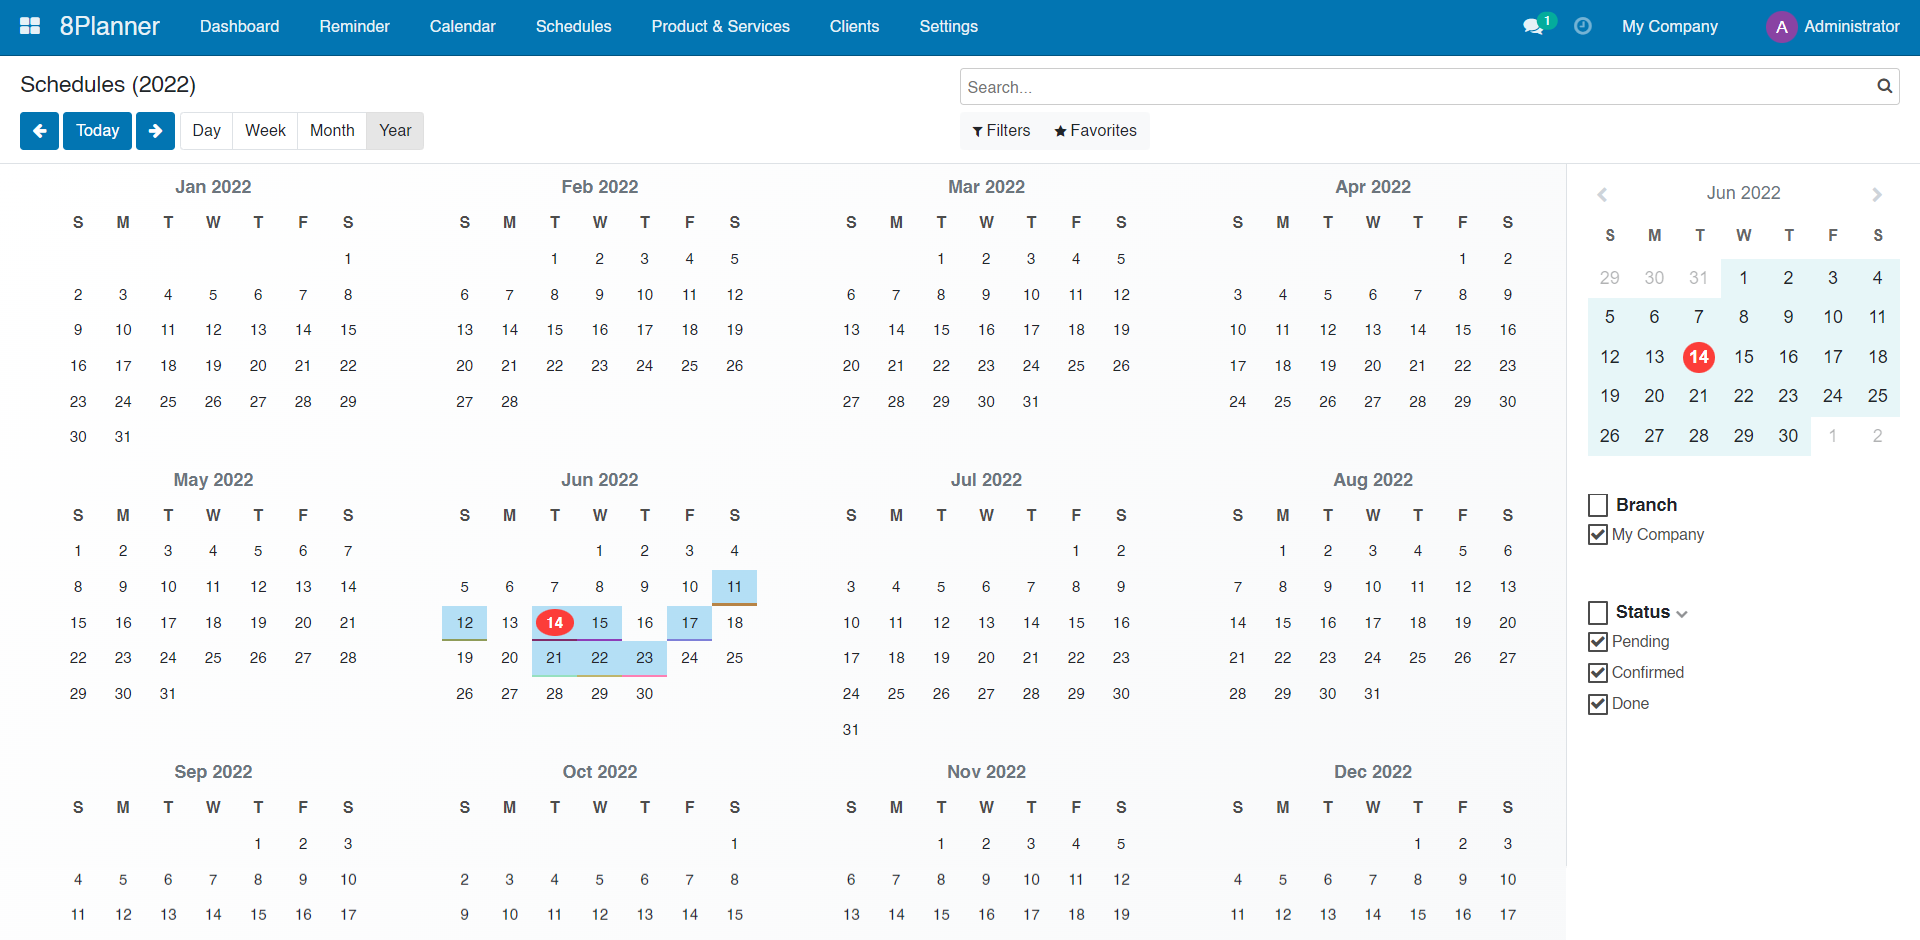 8Planner Dashboard Reminder Calendar Schedules Product & Services Clients Settings 1 My Company A Administrator
Schedules (2022)
Search...
Today Day Week Month Year
Filters Favorites
Jan 2022 Feb 2022 Mar 2022 Apr 2022
S M T W T F S S M T W T F S S M T W T F S S M T W T F S
1 1 2 3 4 5 1 2 3 4 5 1 2
2 3 4 5 6 7 8 6 7 8 9 10 11 12 6 7 8 9 10 11 12 3 4 5 6 7 8 9
9 10 11 12 13 14 15 13 14 15 16 17 18 19 13 14 15 16 17 18 19 10 11 12 13 14 15 16
16 17 18 19 20 21 22 20 21 22 23 24 25 26 20 21 22 23 24 25 26 17 18 19 20 21 22 23
23 24 25 26 27 28 29 27 28 27 28 29 30 31 24 25 26 27 28 29 30
30 31
May 2022 Jun 2022 Jul 2022 Aug 2022
S M T W T F S S M T W T F S S M T W T F S S M T W T F S
1 2 3 4 5 6 7 1 2 3 4 1 2 1 2 3 4 5 6
8 9 10 11 12 13 14 5 6 7 8 9 10 11 3 4 5 6 7 8 9 7 8 9 10 11 12 13
15 16 17 18 19 20 21 12 13 14 15 16 17 18 10 11 12 13 14 15 16 14 15 16 17 18 19 20
22 23 24 25 26 27 28 19 20 21 22 23 24 25 17 18 19 20 21 22 23 21 22 23 24 25 26 27
29 30 31 26 27 28 29 30 24 25 26 27 28 29 30 28 29 30 31
31
Sep 2022 Oct 2022 Nov 2022 Dec 2022
S M T W T F S S M T W T F S S M T W T F S S M T W T F S
1 2 3 1 1 2 3 4 5 1 2 3
4 5 6 7 8 9 10 2 3 4 5 6 7 8 6 7 8 9 10 11 12 4 5 6 7 8 9 10
11 12 13 14 15 16 17 9 10 11 12 13 14 15 13 14 15 16 17 18 19 11 12 13 14 15 16 17
Jun 2022
S M T W T F S
29 30 31 1 2 3 4
5 6 7 8 9 10 11
12 13 14 15 16 17 18
19 20 21 22 23 24 25
26 27 28 29 30 1 2
Branch
My Company
Status
Pending
Confirmed
Done